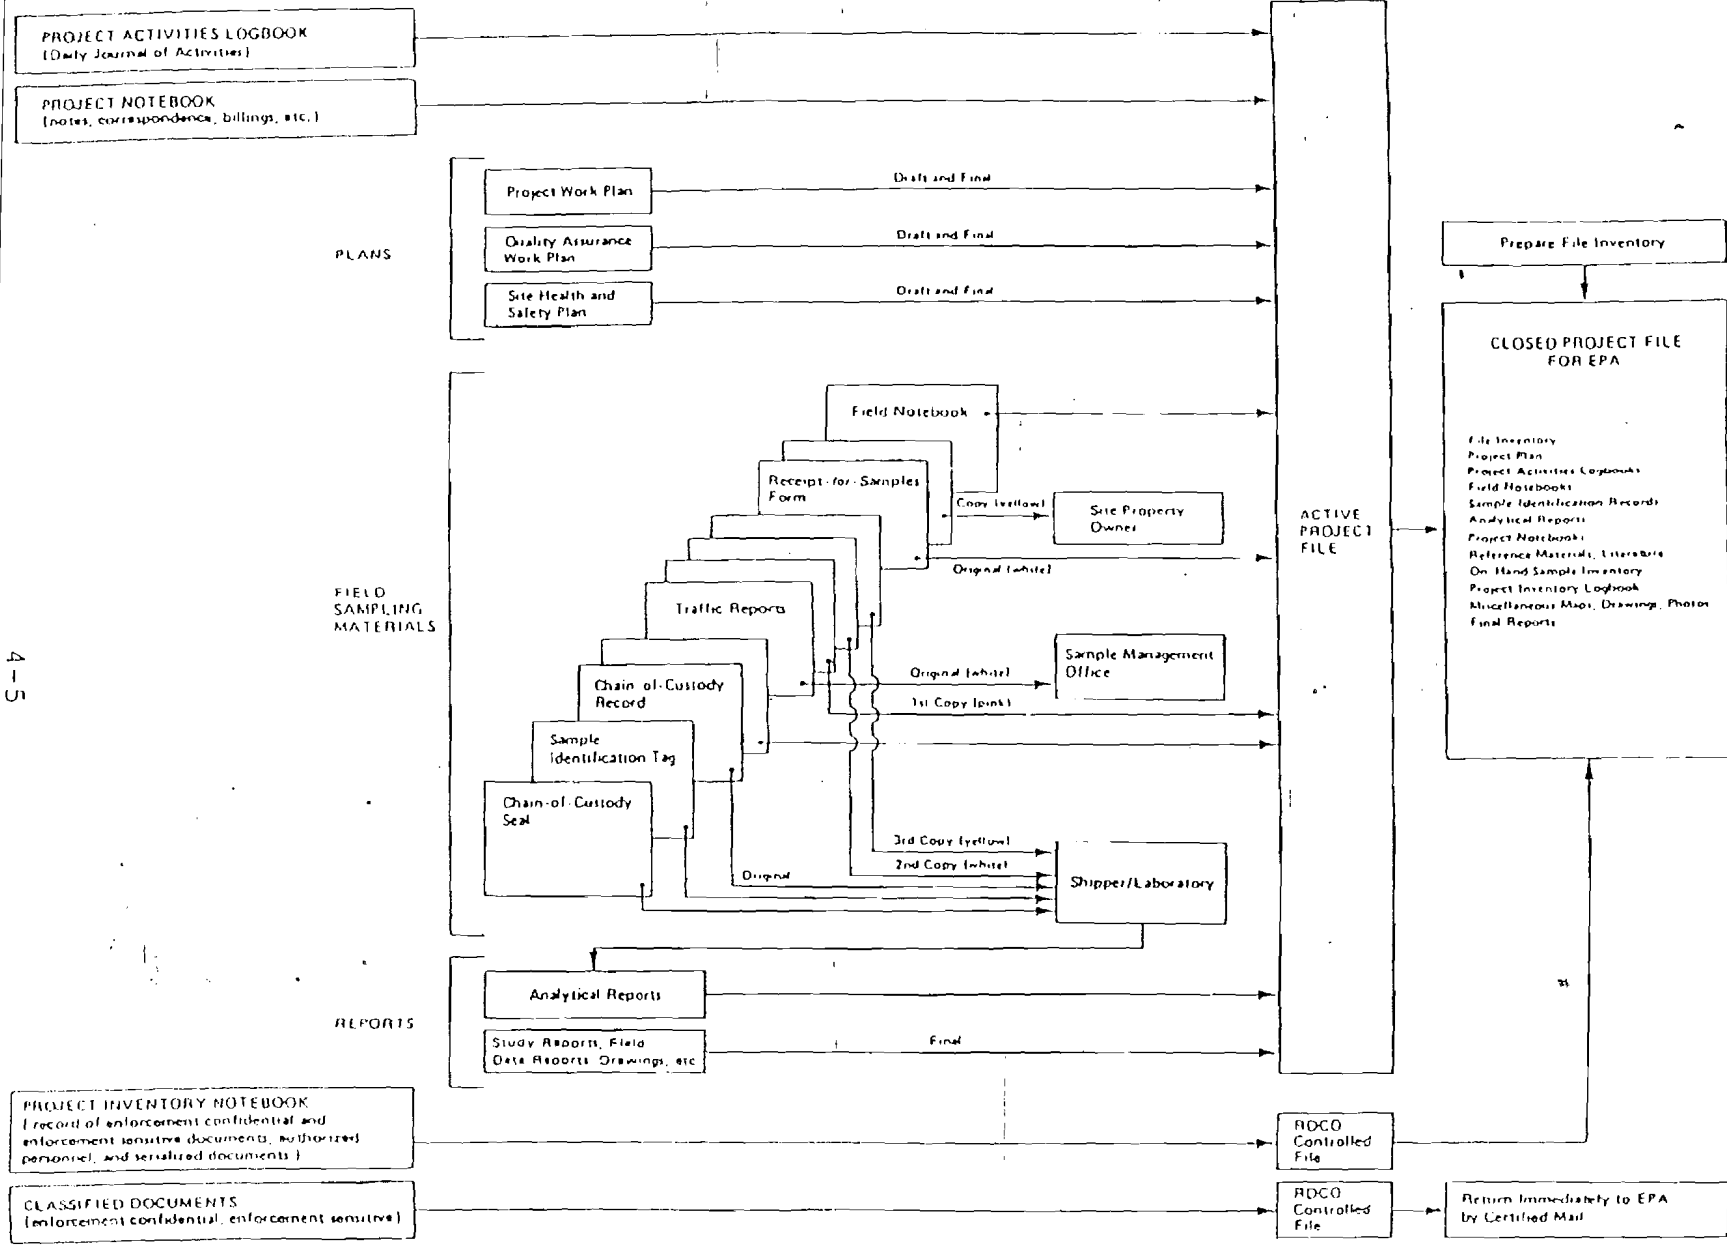 PROJECT ACTIVITIES LOGBOOK
(Daily Journal of Activities)
PROJECT NOTEBOOK
(notes, correspondence, billings, etc.)
PLANS
Project Work Plan
Draft and Final
Quality Assurance
Work Plan
Draft and Final
Site Health and
Safety Plan
Draft and Final
FIELD
SAMPLING
MATERIALS
Field Notebook
Receipt-for-Samples
Form
Copy (yellow)
Site Property
Owner
Original (white)
Traffic Reports
Original (white)
Sample Management
Office
1st Copy (pink)
Chain-of-Custody
Record
Sample
Identification Tag
Chain-of-Custody
Seal
3rd Copy (yellow)
2nd Copy (white)
Original
Shipper/Laboratory
REPORTS
Analytical Reports
Study Reports, Field
Data Reports Drawings, etc
Final
PROJECT INVENTORY NOTEBOOK
(record of enforcement confidential and
enforcement sensitive documents, authorized
personnel, and serialized documents)
CLASSIFIED DOCUMENTS
(enforcement confidential, enforcement sensitive)
ACTIVE
PROJECT
FILE
RDCO
Controlled
File
RDCO
Controlled
File
Prepare File Inventory
CLOSED PROJECT FILE
FOR EPA
File Inventory
Project Plan
Project Activities Logbooks
Field Notebooks
Sample Identification Records
Analytical Reports
Project Notebooks
Reference Materials, Literature
On Hand Sample Inventory
Project Inventory Logbook
Miscellaneous Maps, Drawings, Photos
Final Reports
Return Immediately to EPA
by Certified Mail
4-5